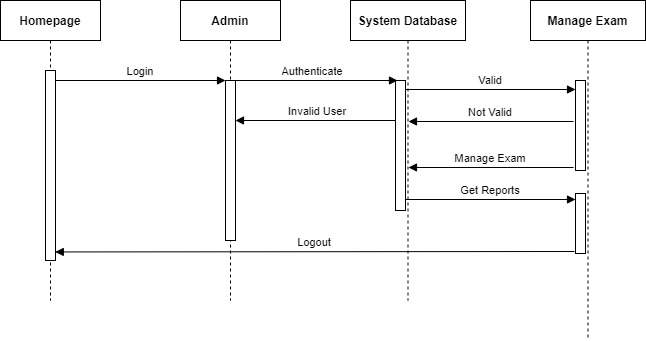 Homepage
Admin
System Database
Manage Exam
Login
Authenticate
Valid
Invalid User
Not Valid
Manage Exam
Get Reports
Logout